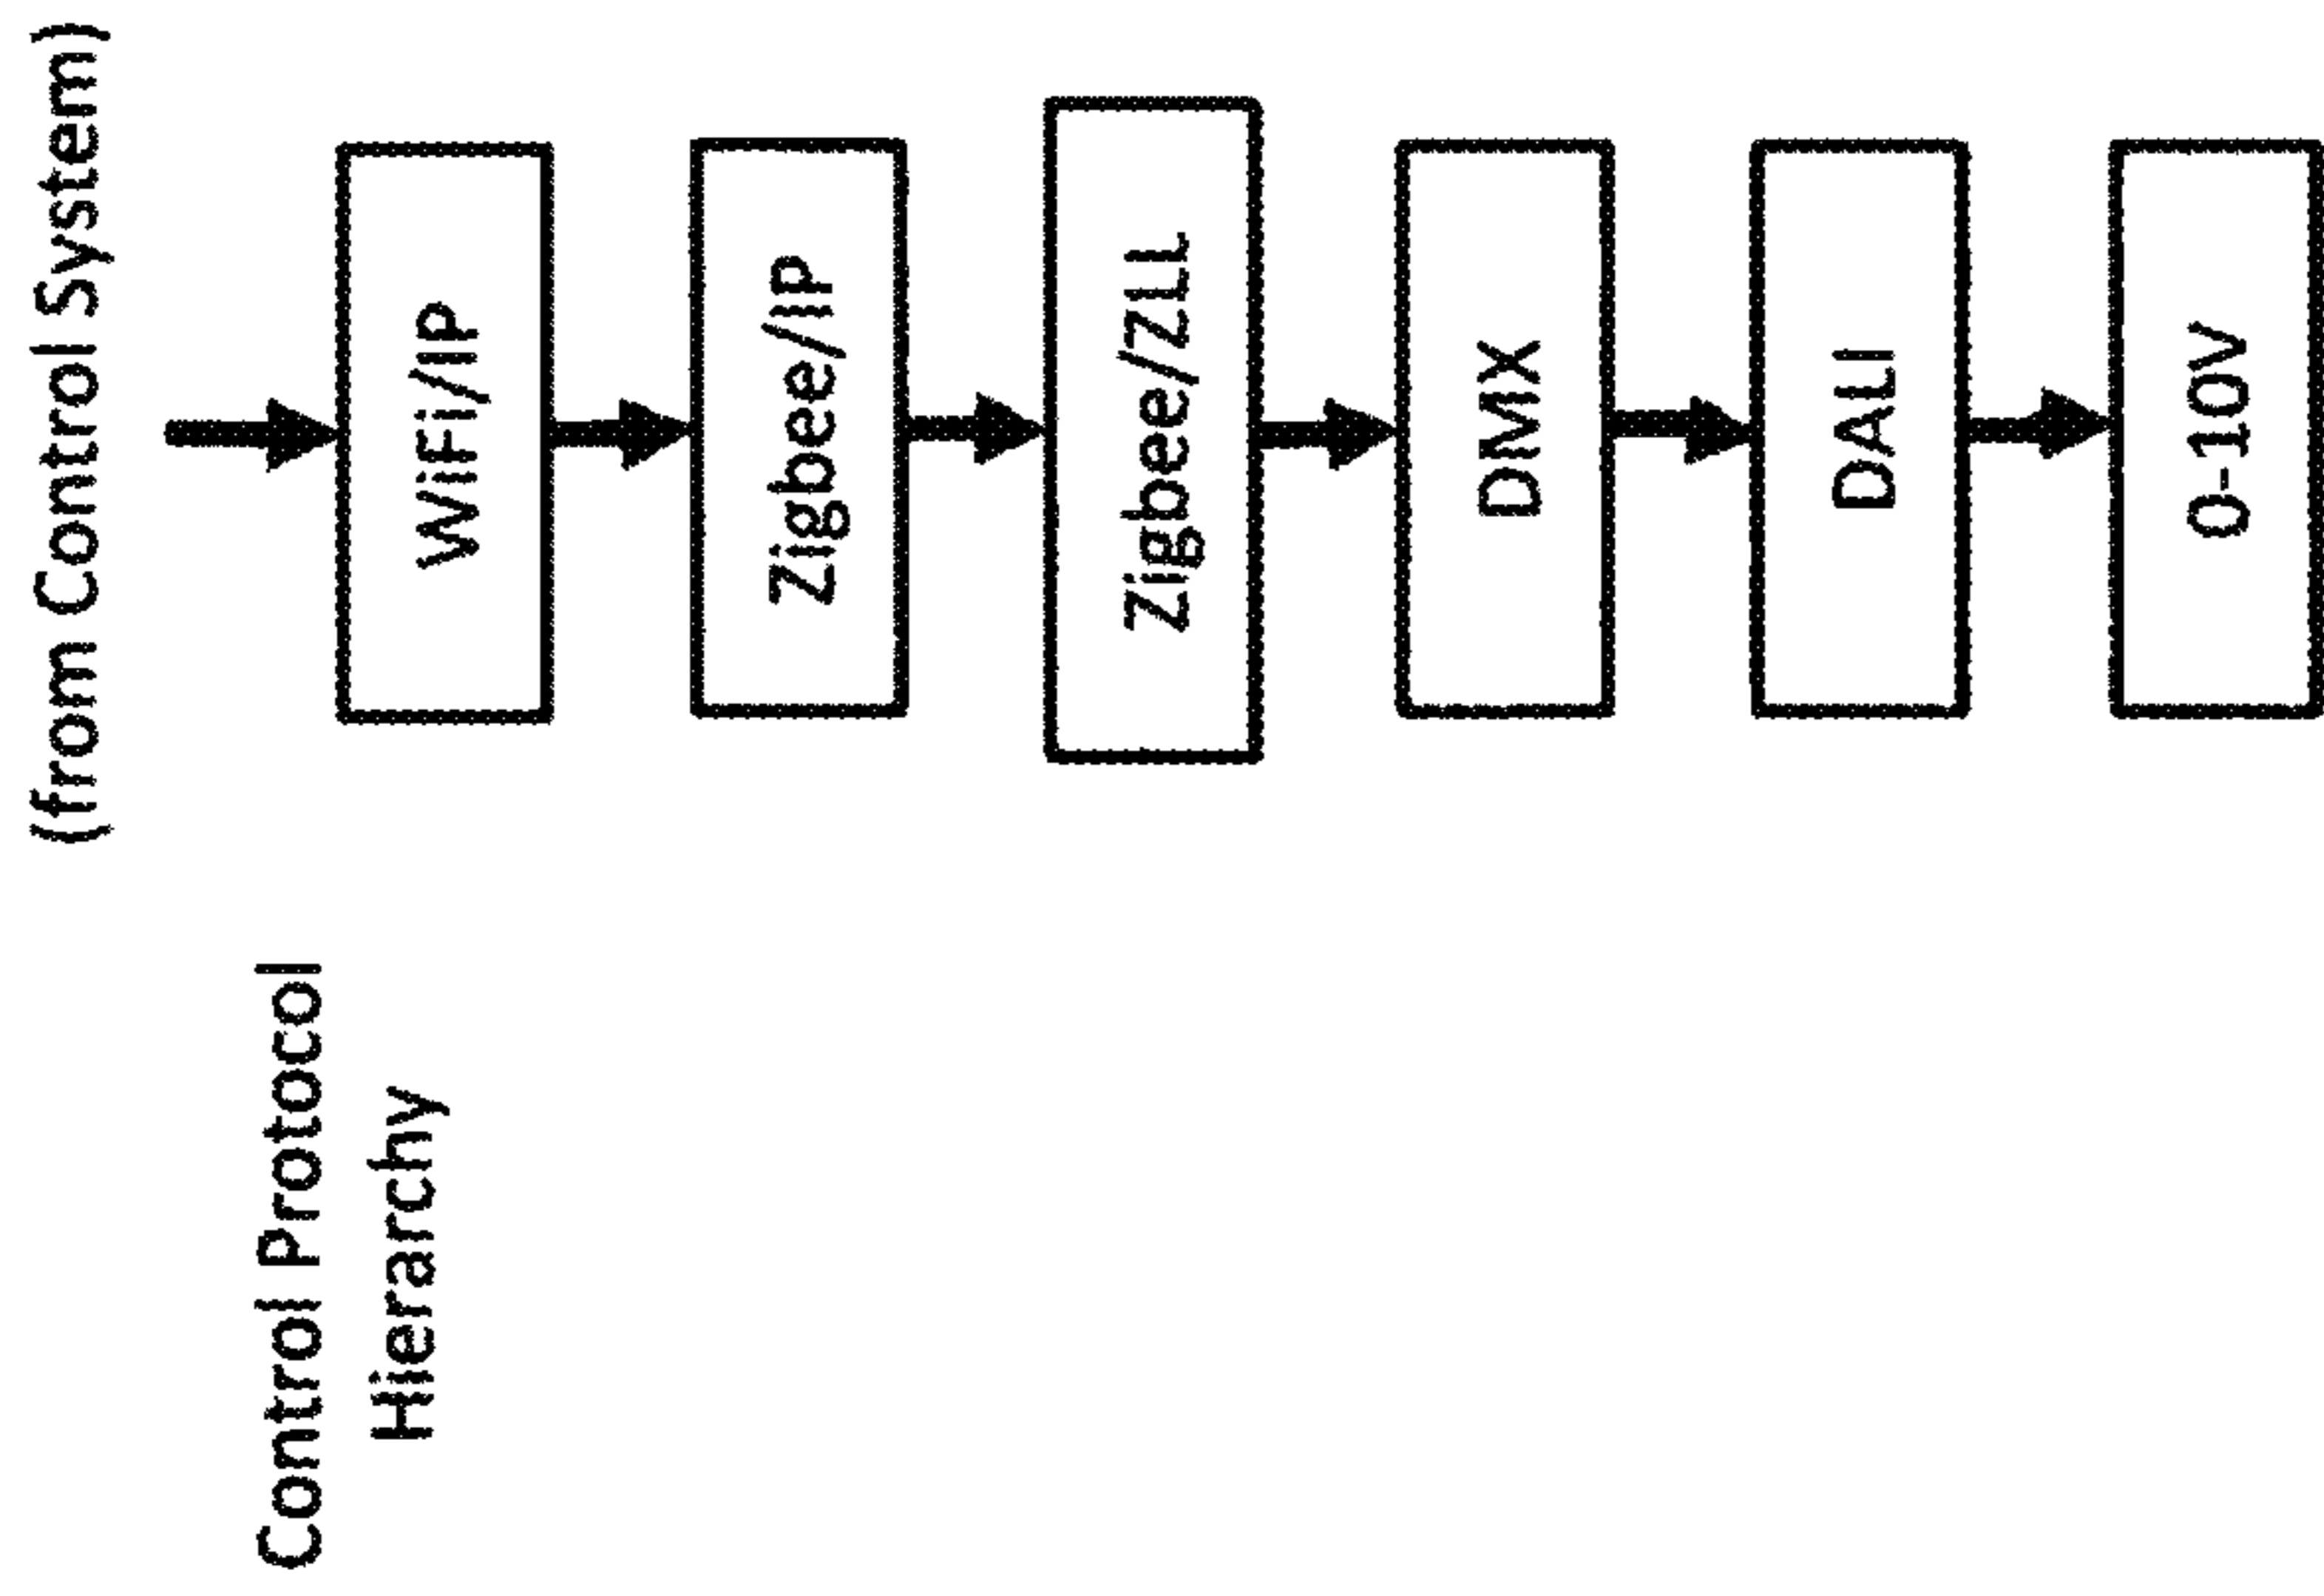 (from Control System)
Control Protocol
Hierarchy
WiFi/IP
Zigbee/IP
Zigbee/ZLL
DMX
DALI
0-10V